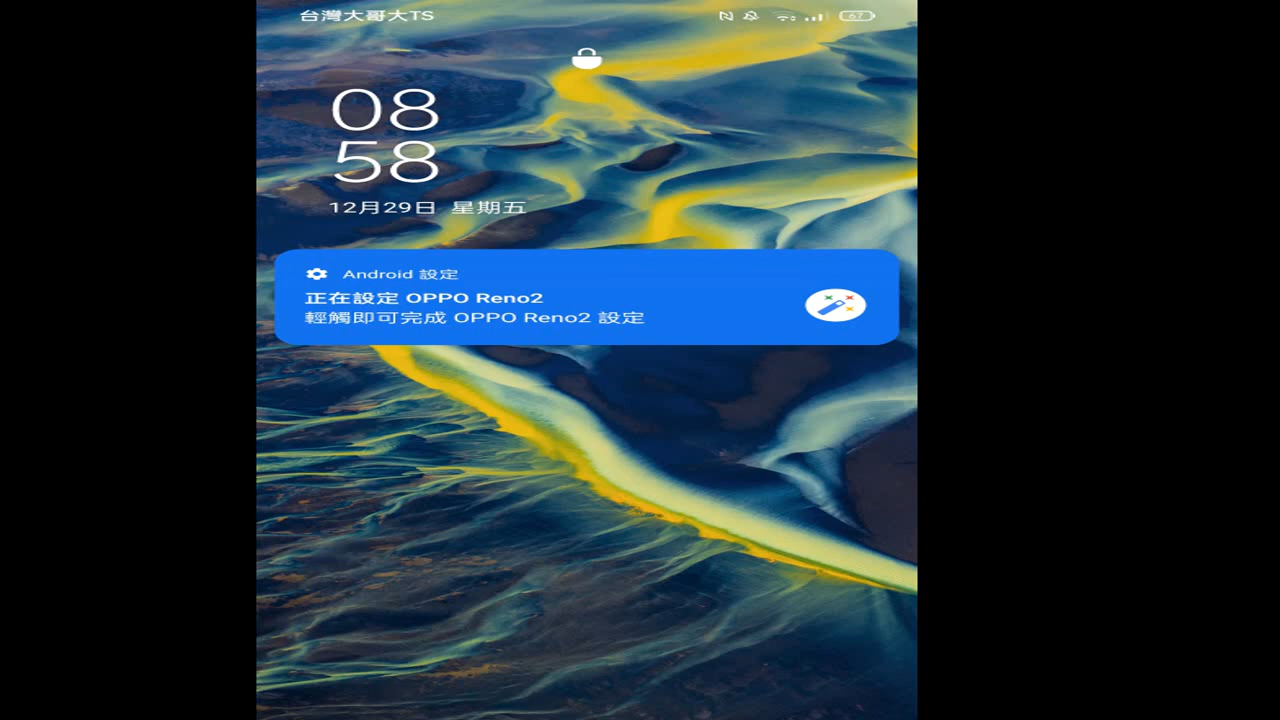 台灣大哥大TS
67
08
58
12月29日 星期五
Android 設定
正在設定 OPPO Reno2
輕觸即可完成 OPPO Reno2 設定